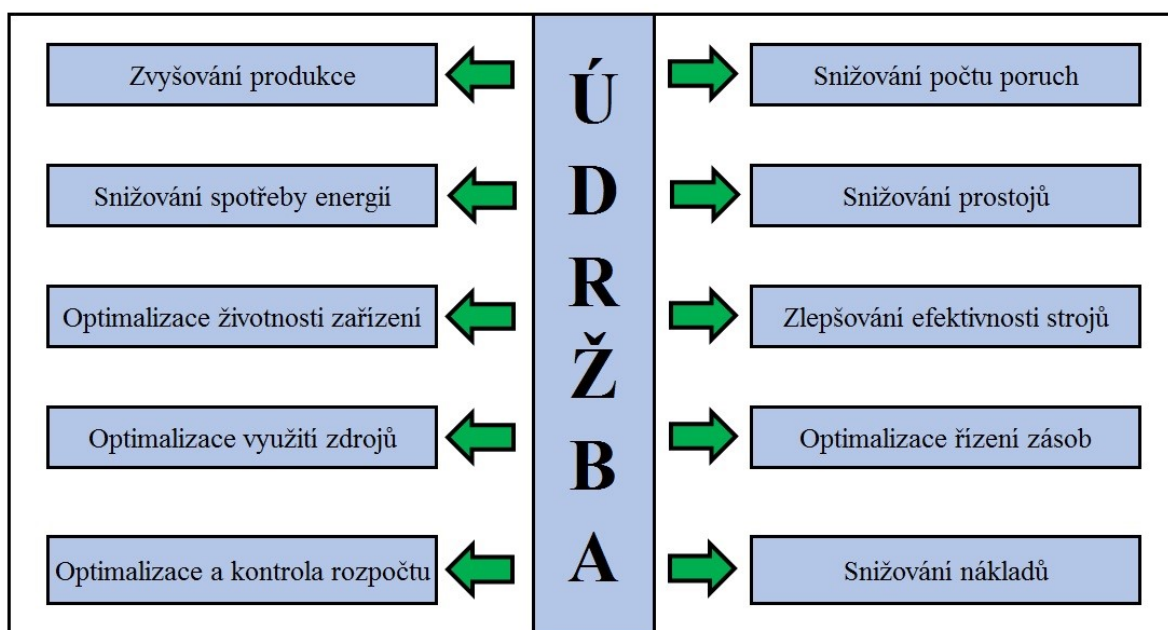 Zvyšování produkce
Snižování spotřeby energií
Optimalizace životnosti zařízení
Optimalizace využití zdrojů
Optimalizace a kontrola rozpočtu
ÚDRŽBA
Snižování počtu poruch
Snižování prostojů
Zlepšování efektivnosti strojů
Optimalizace řízení zásob
Snižování nákladů